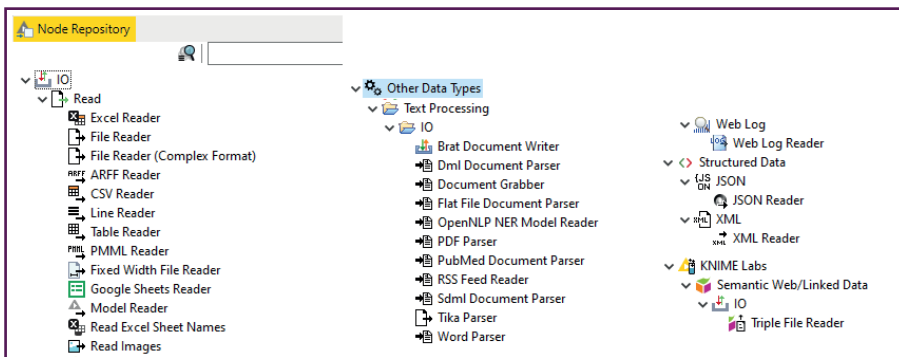 Node Repository
IO
Read
Excel Reader
File Reader
File Reader (Complex Format)
ARFF Reader
CSV Reader
Line Reader
Table Reader
PMML Reader
Fixed Width File Reader
Google Sheets Reader
Model Reader
Read Excel Sheet Names
Read Images
Other Data Types
Text Processing
IO
Brat Document Writer
Dml Document Parser
Document Grabber
Flat File Document Parser
OpenNLP NER Model Reader
PDF Parser
PubMed Document Parser
RSS Feed Reader
Sdml Document Parser
Tika Parser
Word Parser
Web Log
Web Log Reader
Structured Data
JSON
JSON Reader
XML
XML Reader
KNIME Labs
Semantic Web/Linked Data
IO
Triple File Reader